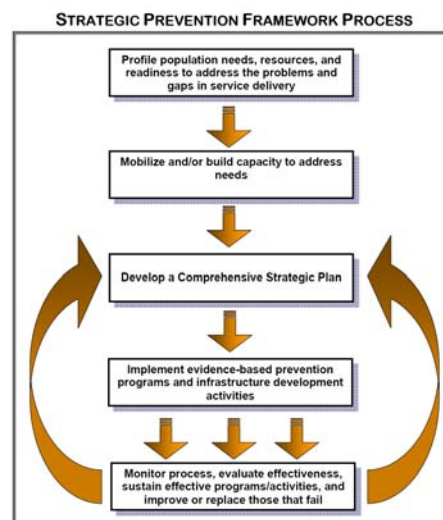 STRATEGIC PREVENTION FRAMEWORK PROCESS
Profile population needs, resources, and
readiness to address the problems and
gaps in service delivery
Mobilize and/or build capacity to address
needs
Develop a Comprehensive Strategic Plan
Implement evidence-based prevention
programs and infrastructure development
activities
Monitor process, evaluate effectiveness,
sustain effective programs/activities, and
improve or replace those that fail